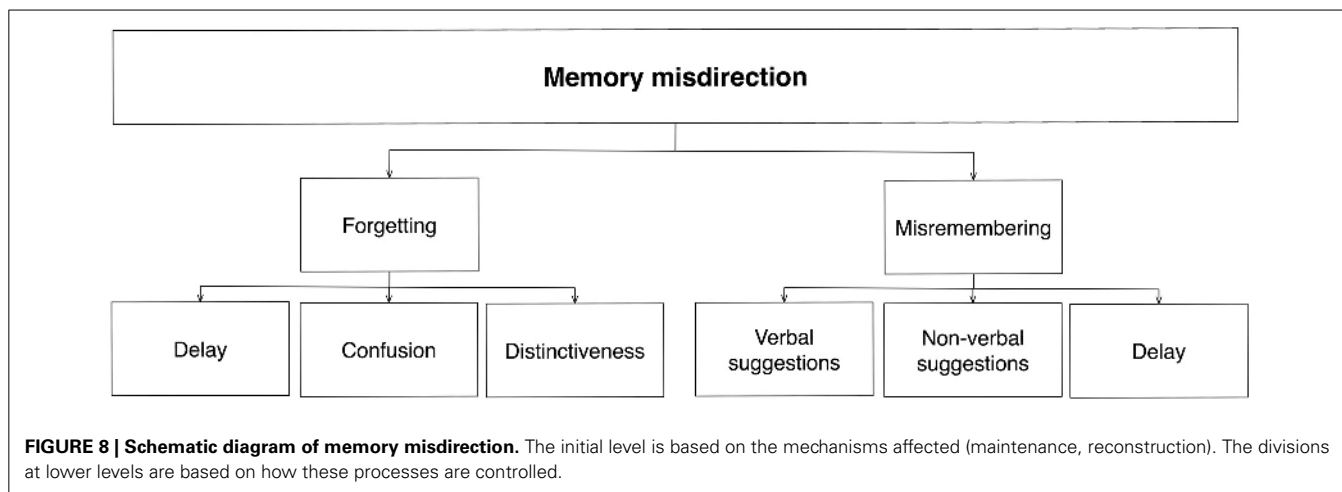 Memory misdirection
Forgetting
Misremembering
Delay
Confusion
Distinctiveness
Verbal
suggestions
Non-verbal
suggestions
Delay
FIGURE 8 | Schematic diagram of memory misdirection. The initial level is based on the mechanisms affected (maintenance, reconstruction). The divisions
at lower levels are based on how these processes are controlled.